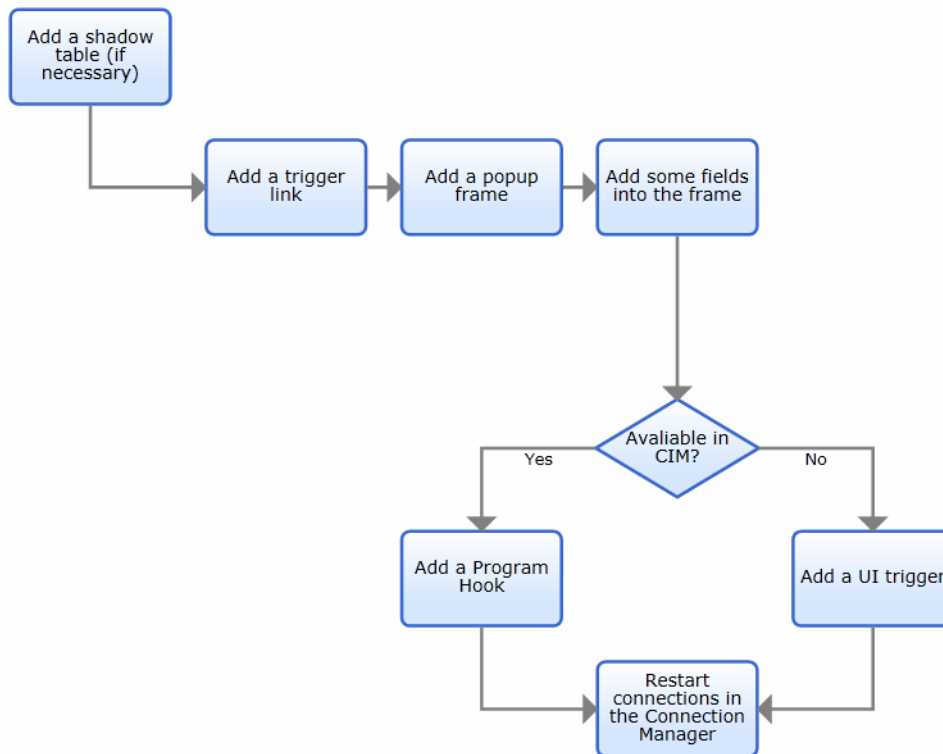 Add a shadow
table (if
necessary)
Add a trigger
link
Add a popup
frame
Add some fields
into the frame
Avaliable in
CIM?
Yes
No
Add a Program
Hook
Add a UI trigger
Restart
connections in
the Connection
Manager